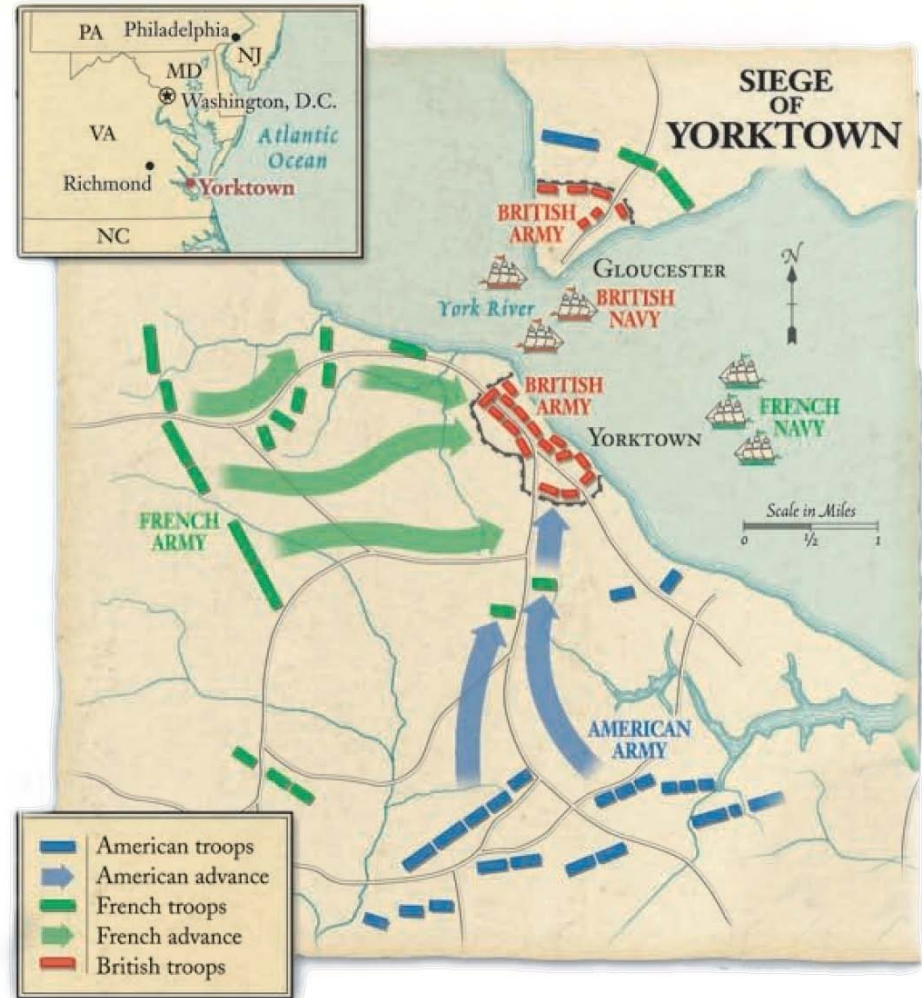 PA
Philadelphia
NJ
MD
Washington, D.C.
VA
Atlantic
Ocean
Richmond
Yorktown
NC
SIEGE
OF
YORKTOWN
BRITISH
ARMY
GLOUCESTER
N
York River
BRITISH
NAVY
BRITISH
ARMY
YORKTOWN
FRENCH
NAVY
FRENCH
ARMY
Scale in Miles
0 1/2 1
AMERICAN
ARMY
American troops
American advance
French troops
French advance
British troops